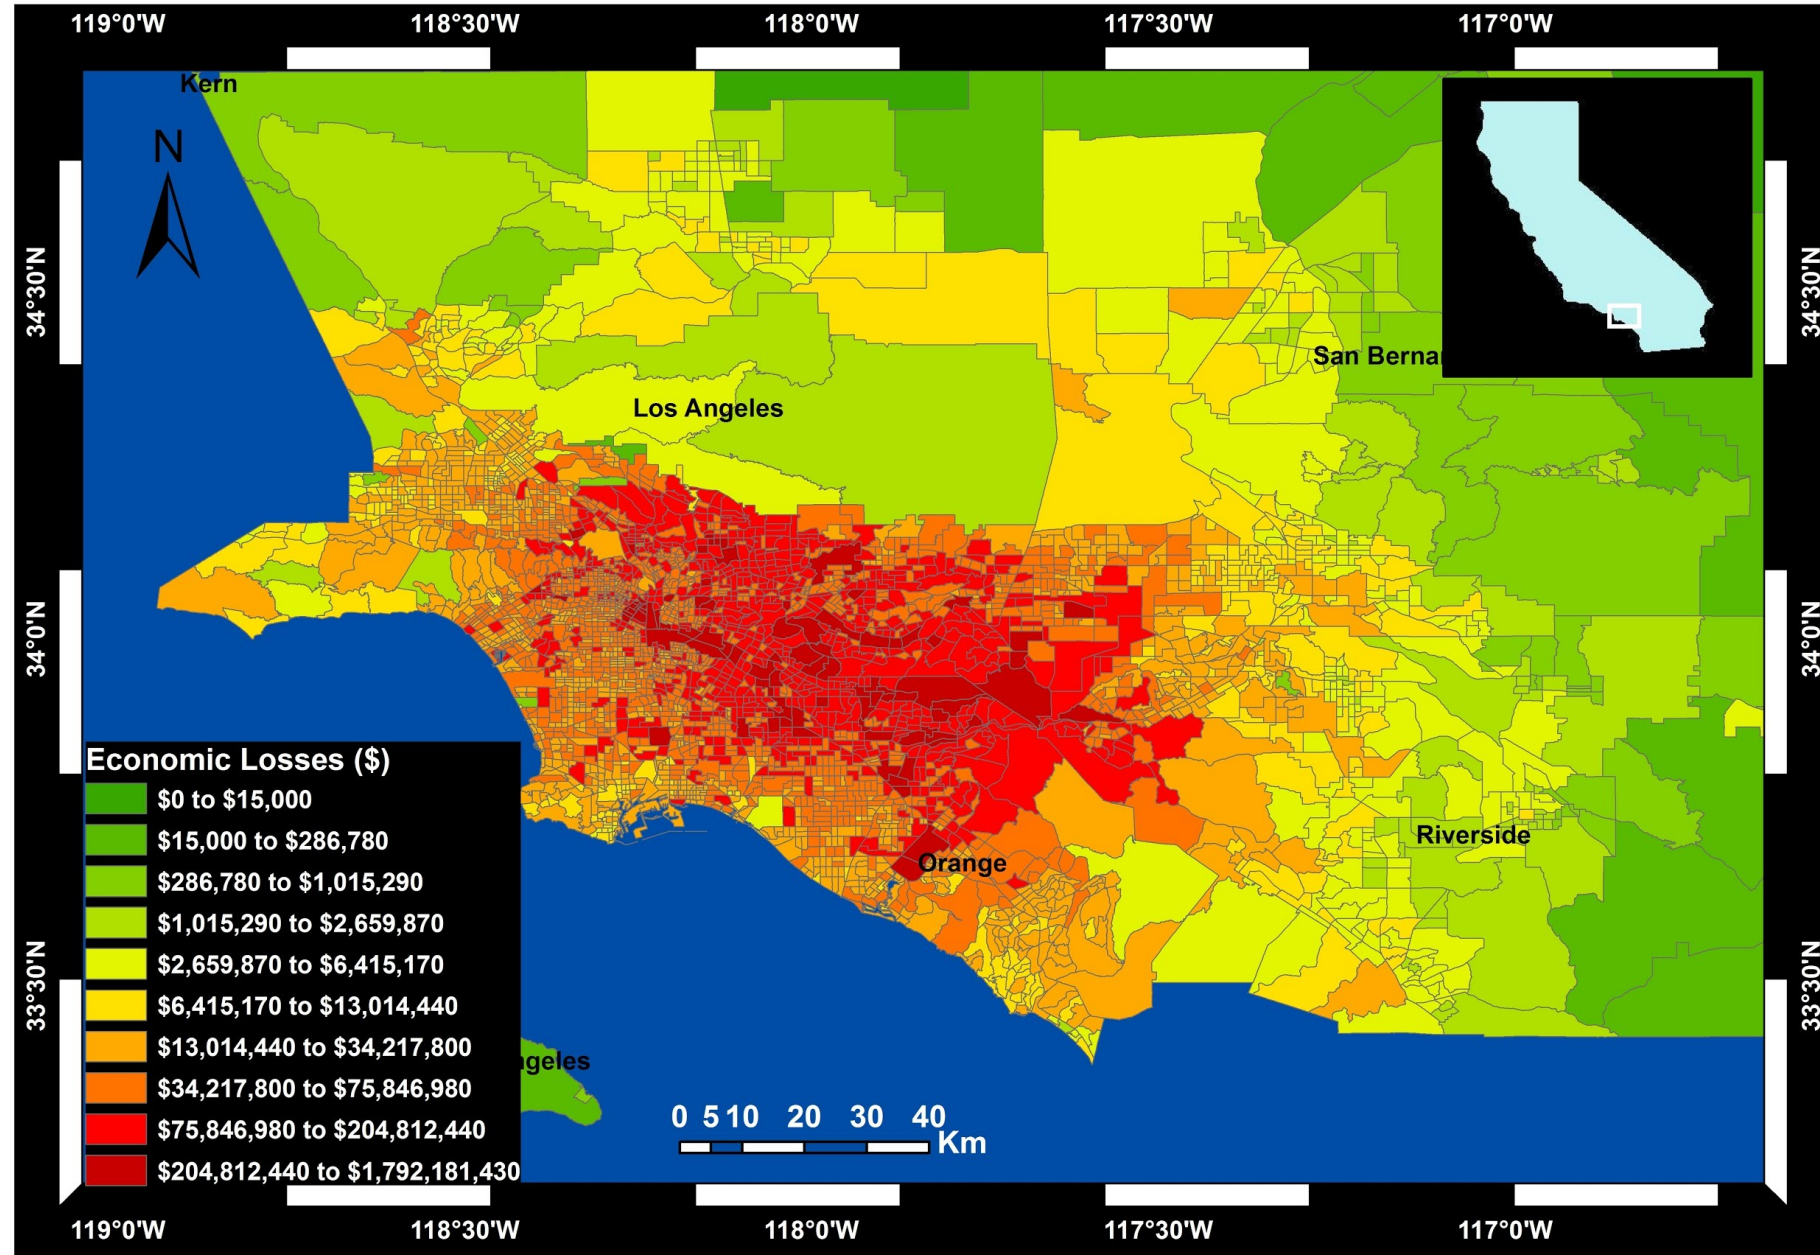 119°0'W 118°30'W 118°0'W 117°30'W 117°0'W
Kern
N
34°30'N
34°30'N
San Bernar
Los Angeles
34°0'N
34°0'N
Economic Losses ($)
$0 to $15,000
$15,000 to $286,780
$286,780 to $1,015,290
$1,015,290 to $2,659,870
$2,659,870 to $6,415,170
$6,415,170 to $13,014,440
$13,014,440 to $34,217,800
$34,217,800 to $75,846,980
$75,846,980 to $204,812,440
$204,812,440 to $1,792,181,430
Riverside
Orange
33°30'N
33°30'N
ngeles
0 5 10 20 30 40
Km
119°0'W 118°30'W 118°0'W 117°30'W 117°0'W